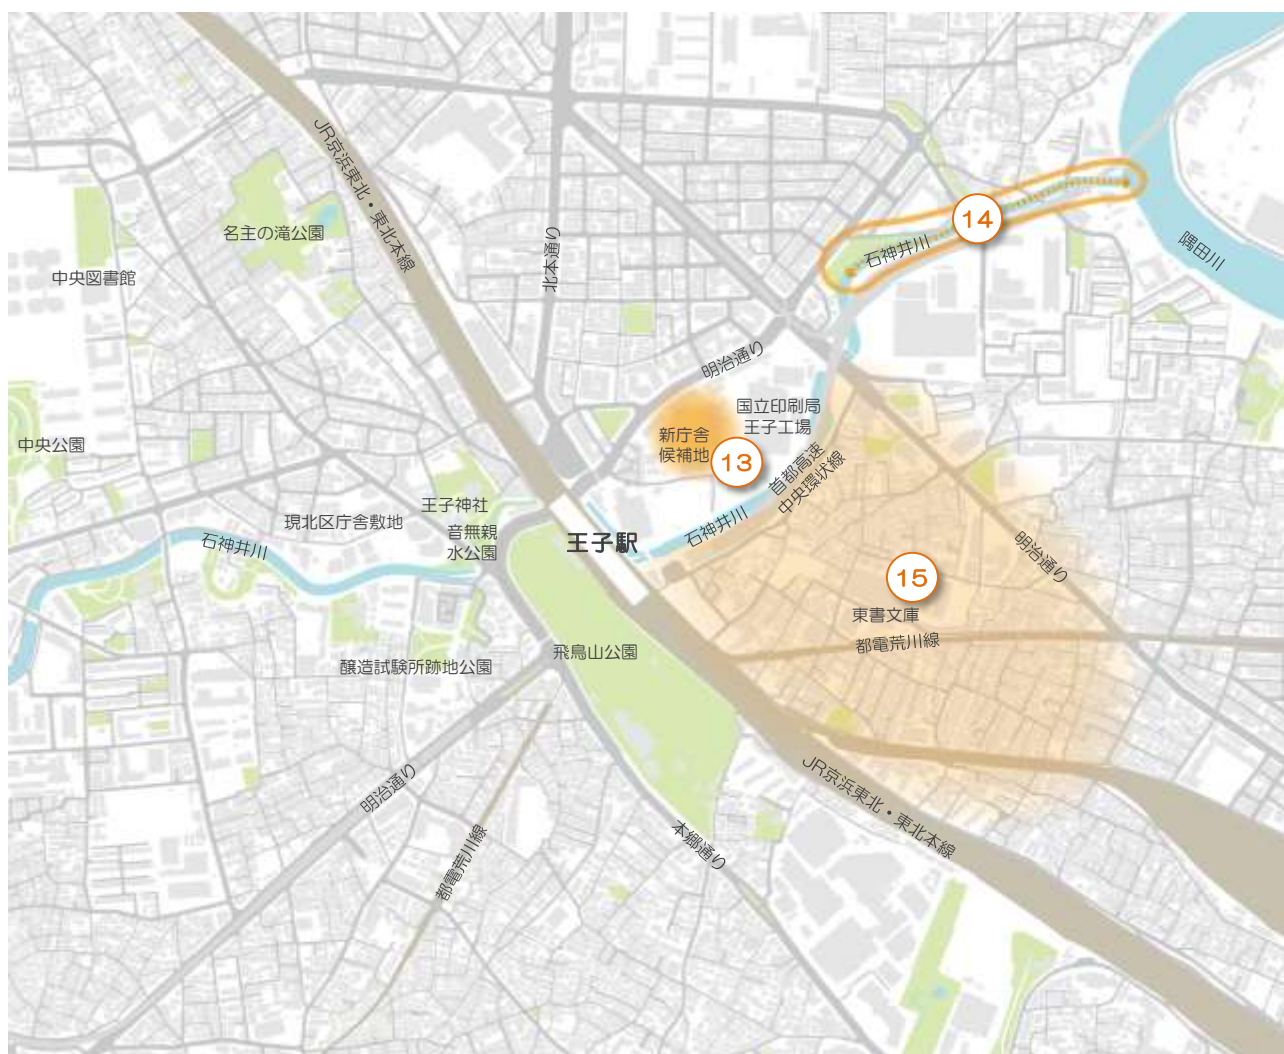 JR京浜東北・東北本線
14
名主の滝公園
北本通り
石神井川
隅田川
中央図書館
明治通り
国立印刷局
王子工場
新庁舎
候補地
13
中央公園
首都高速
中央環状線
王子神社
現北区庁舎敷地
音無親
水公園
石神井川
王子駅
石神井川
明治通り
15
東書文庫
都電荒川線
飛鳥山公園
醸造試験所跡地公園
明治通り
JR京浜東北・東北本線
本郷通り
都電荒川線